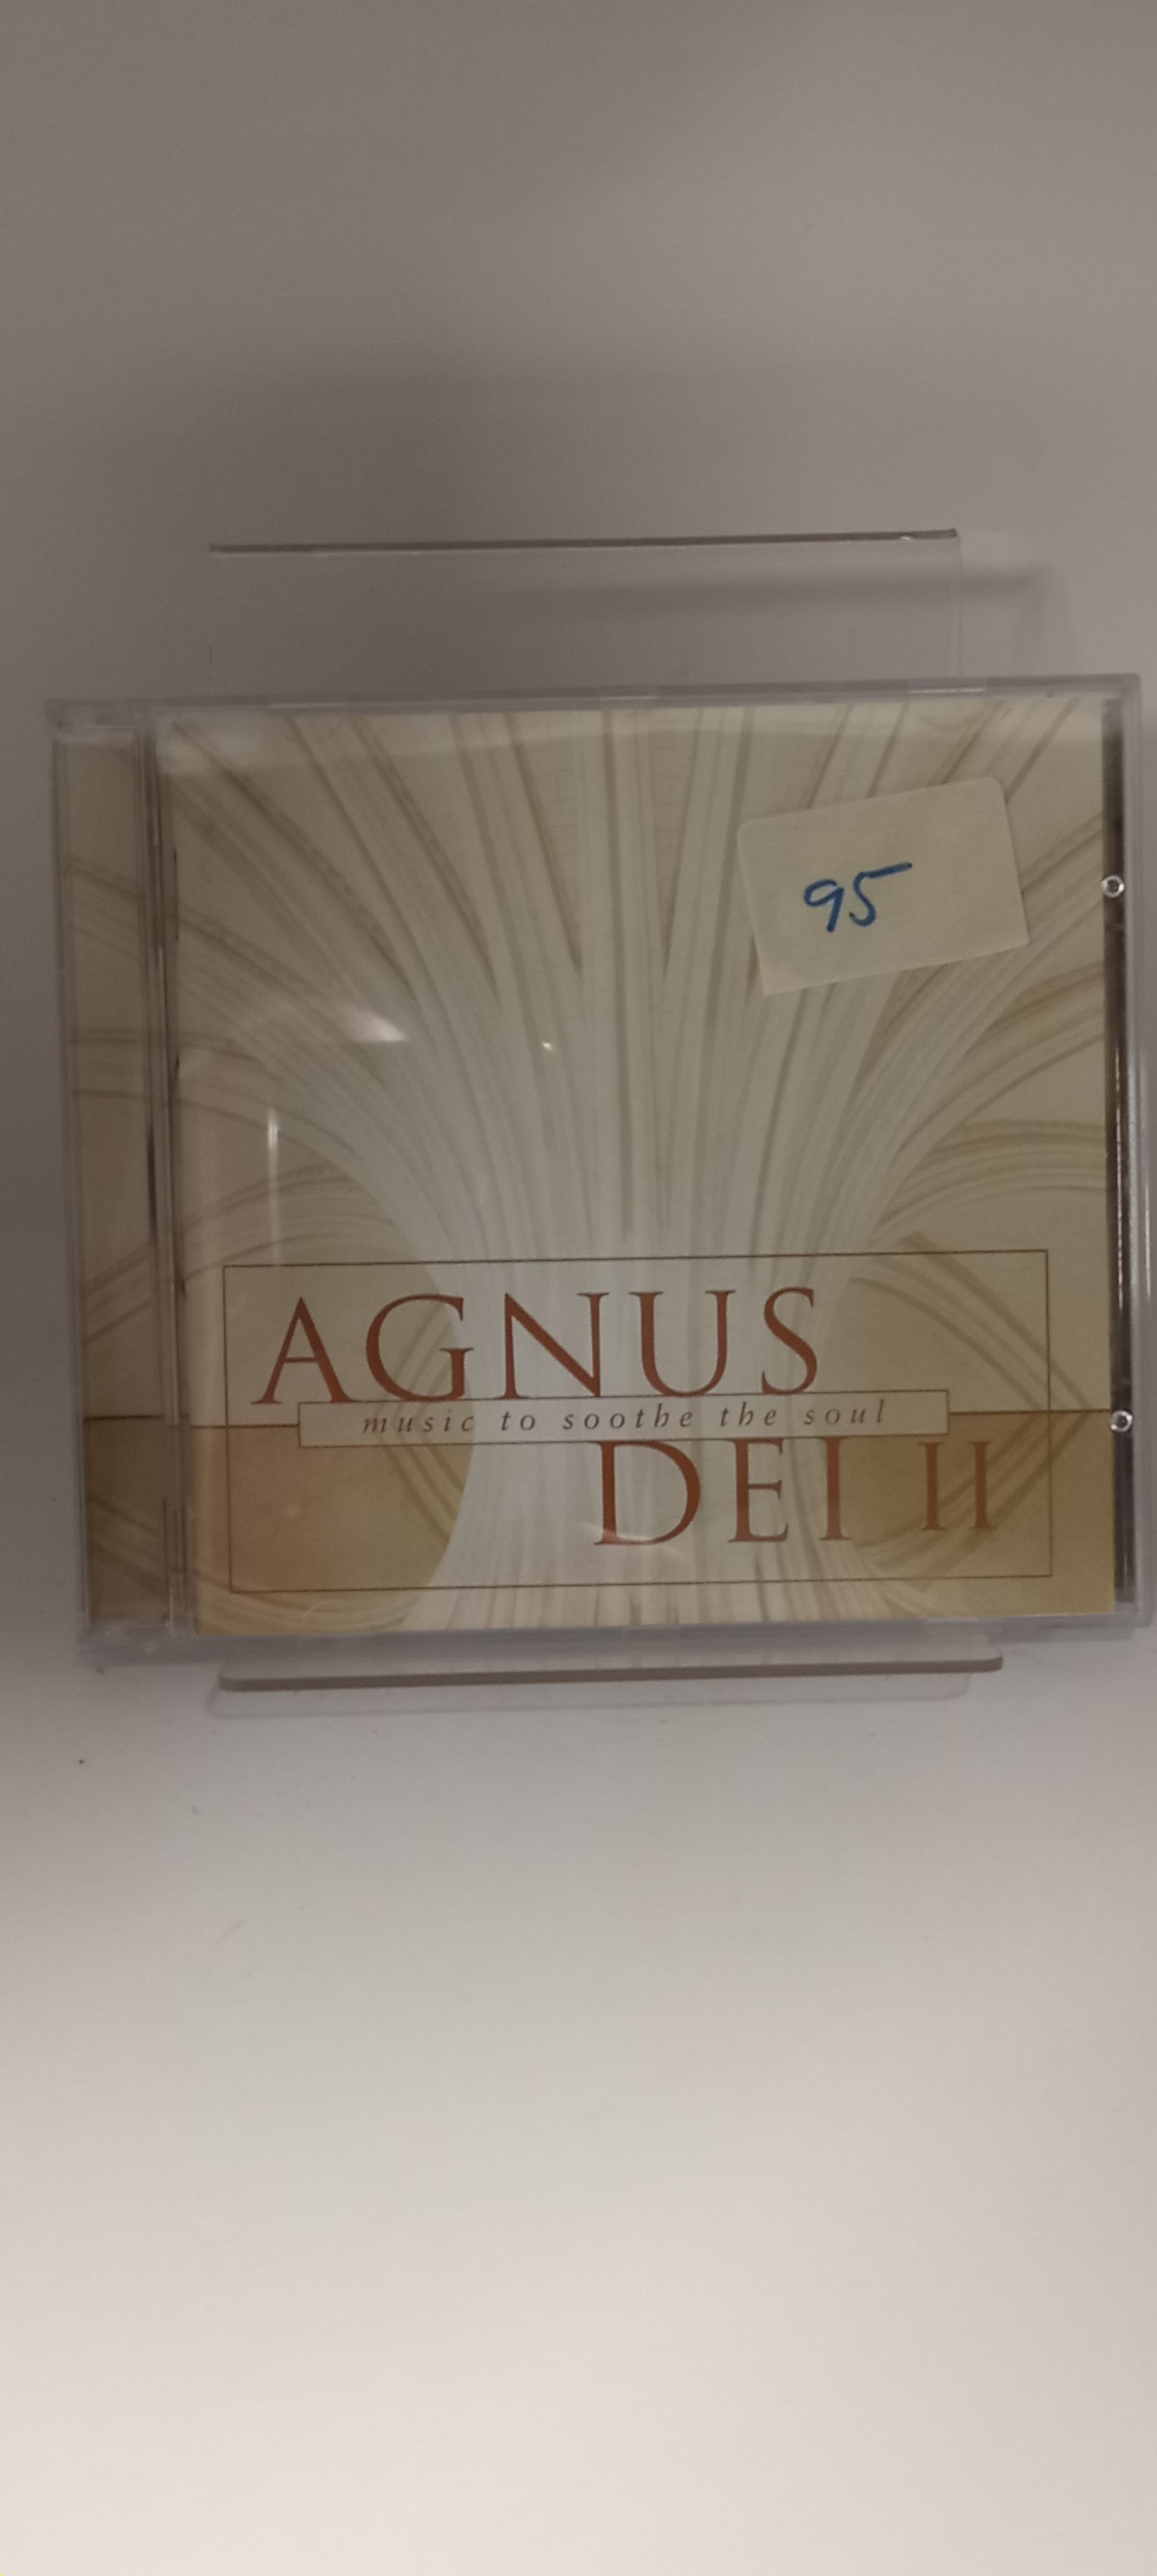 95
AGNUS
music to soothe the soul
DEI II